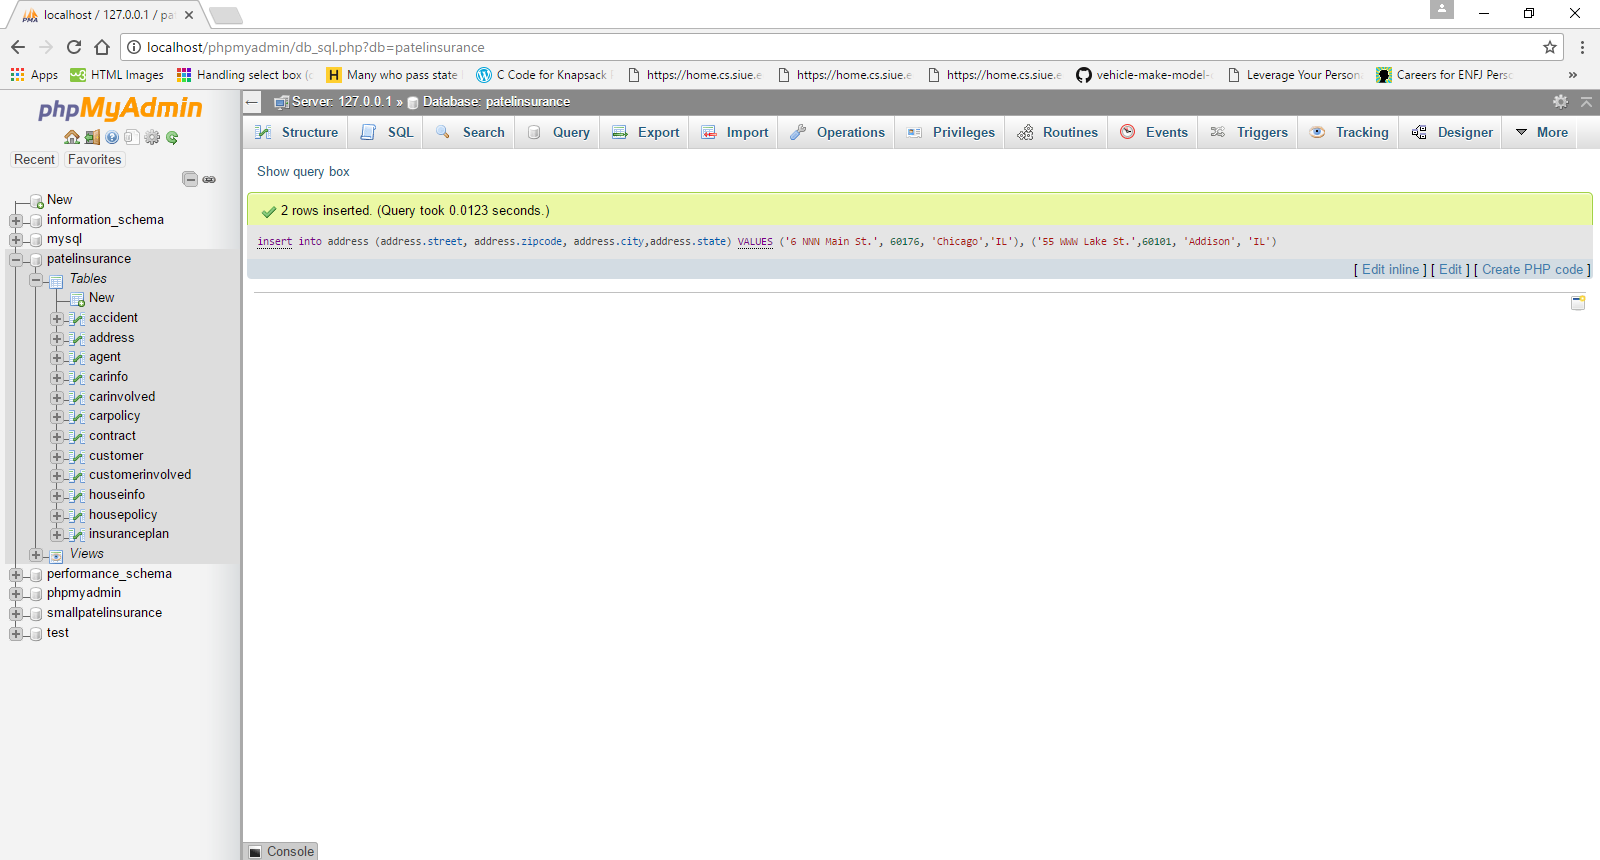 localhost / 127.0.0.1 / pa
localhost/phpmyadmin/db_sql.php?db=patelinsurance
Apps HTML Images Handling select box Many who pass state C Code for Knapsack https://home.cs.siue.e https://home.cs.siue.e https://home.cs.siue.e vehicle-make-model- Leverage Your Person Careers for ENFJ Pers »
phpMyAdmin
Recent Favorites
New
information_schema
mysql
patelinsurance
Tables
New
accident
address
agent
carinfo
carinvolved
carpolicy
contract
customer
customerinvolved
houseinfo
housepolicy
insuranceplan
Views
performance_schema
phpmyadmin
smallpatelinsurance
test
Server: 127.0.0.1 » Database: patelinsurance
Structure SQL Search Query Export Import Operations Privileges Routines Events Triggers Tracking Designer More
Show query box
2 rows inserted. (Query took 0.0123 seconds.)
insert into address (address.street, address.zipcode, address.city,address.state) VALUES ('6 NNN Main St.', 60176, 'Chicago','IL'), ('55 WWW Lake St.',60101, 'Addison', 'IL')
[ Edit inline ] [ Edit ] [ Create PHP code ]
Console